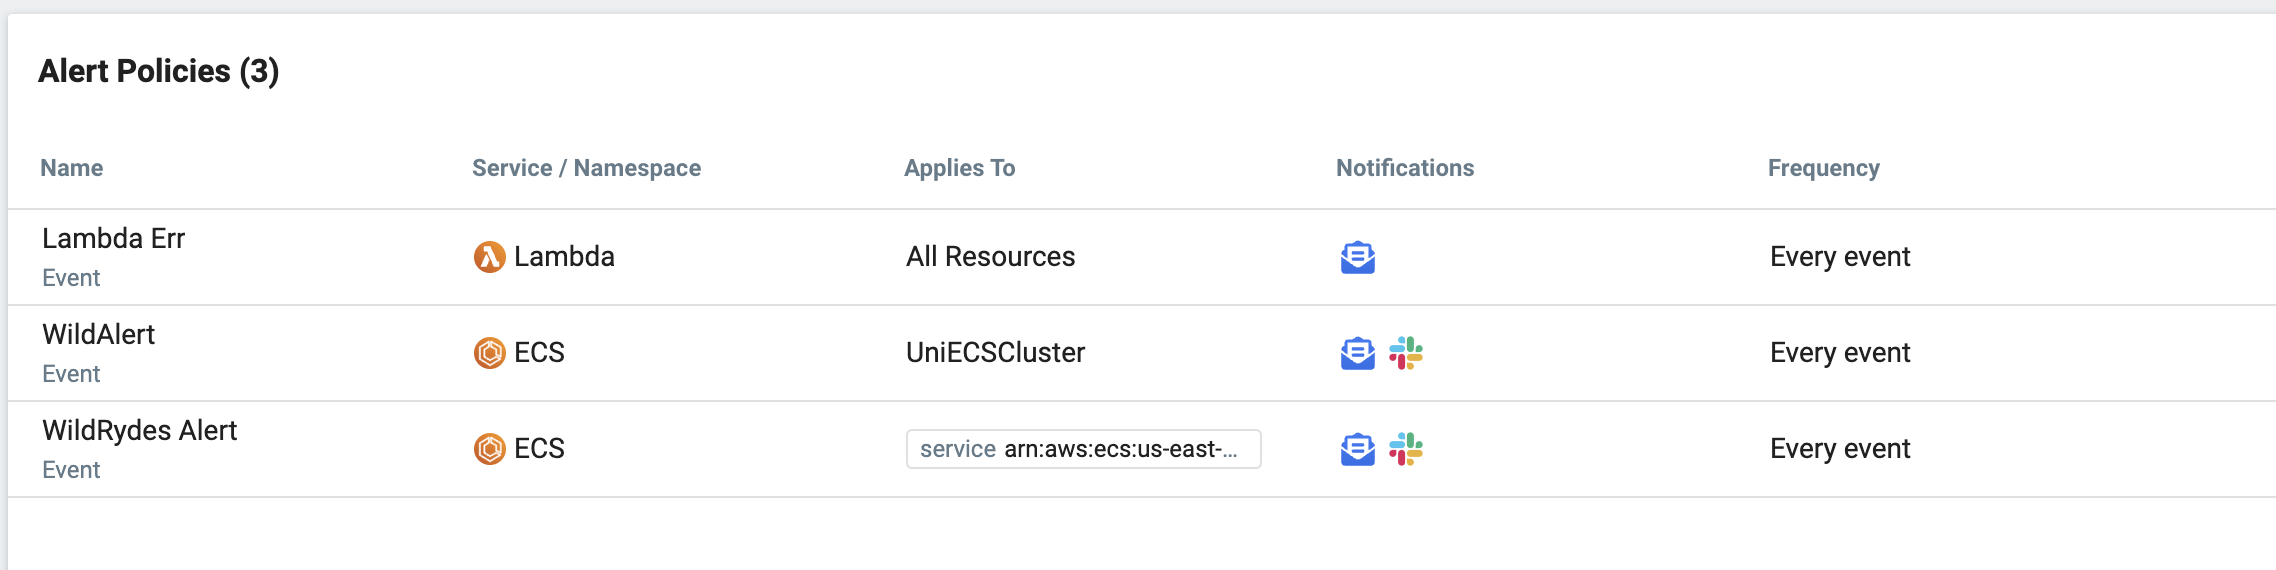 Alert Policies (3)
Name Service / Namespace Applies To Notifications Frequency
Lambda Err
Event
Lambda All Resources Every event
WildAlert
Event
ECS UniECSCluster Every event
WildRydes Alert
Event
ECS service arn:aws:ecs:us-east-... Every event